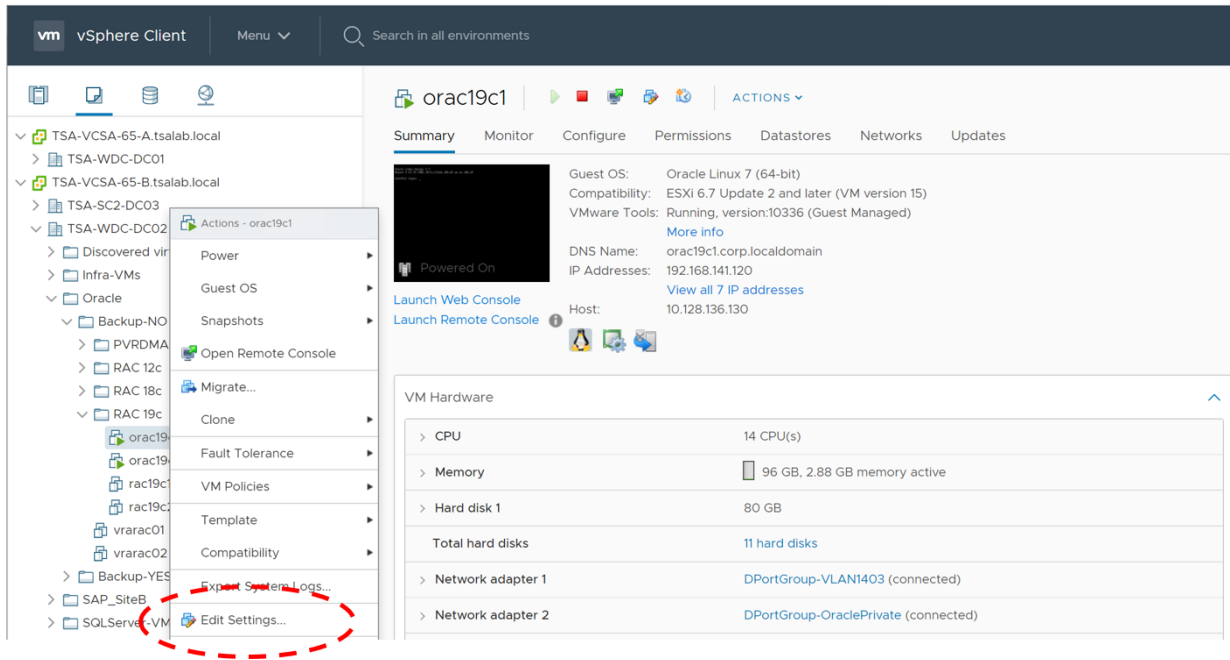 vm vSphere Client Menu Search in all environments
TSA-VCSA-65-A.tsalab.local
TSA-WDC-DC01
TSA-VCSA-65-B.tsalab.local
TSA-SC2-DC03
TSA-WDC-DC02
Discovered vir
Infra-VMs
Oracle
Backup-NO
PVRDMA
RAC 12c
RAC 18c
RAC 19c
orac19
orac19
rac19c1
rac19c2
vrarac01
vrarac02
Backup-YES
SAP_SiteB
SQLServer-VM
Actions - orac19c1
Power
Guest OS
Snapshots
Open Remote Console
Migrate...
Clone
Fault Tolerance
VM Policies
Template
Compatibility
Export System Logs...
Edit Settings...
orac19c1 ACTIONS
Summary Monitor Configure Permissions Datastores Networks Updates
Powered On
Launch Web Console
Launch Remote Console
Guest OS: Oracle Linux 7 (64-bit)
Compatibility: ESXi 6.7 Update 2 and later (VM version 15)
VMware Tools: Running, version:10336 (Guest Managed)
More info
DNS Name: orac19c1.corp.localdomain
IP Addresses: 192.168.141.120
View all 7 IP addresses
Host: 10.128.136.130
VM Hardware
CPU 14 CPU(s)
Memory 96 GB, 2.88 GB memory active
Hard disk 1 80 GB
Total hard disks 11 hard disks
Network adapter 1 DPortGroup-VLAN1403 (connected)
Network adapter 2 DPortGroup-OraclePrivate (connected)